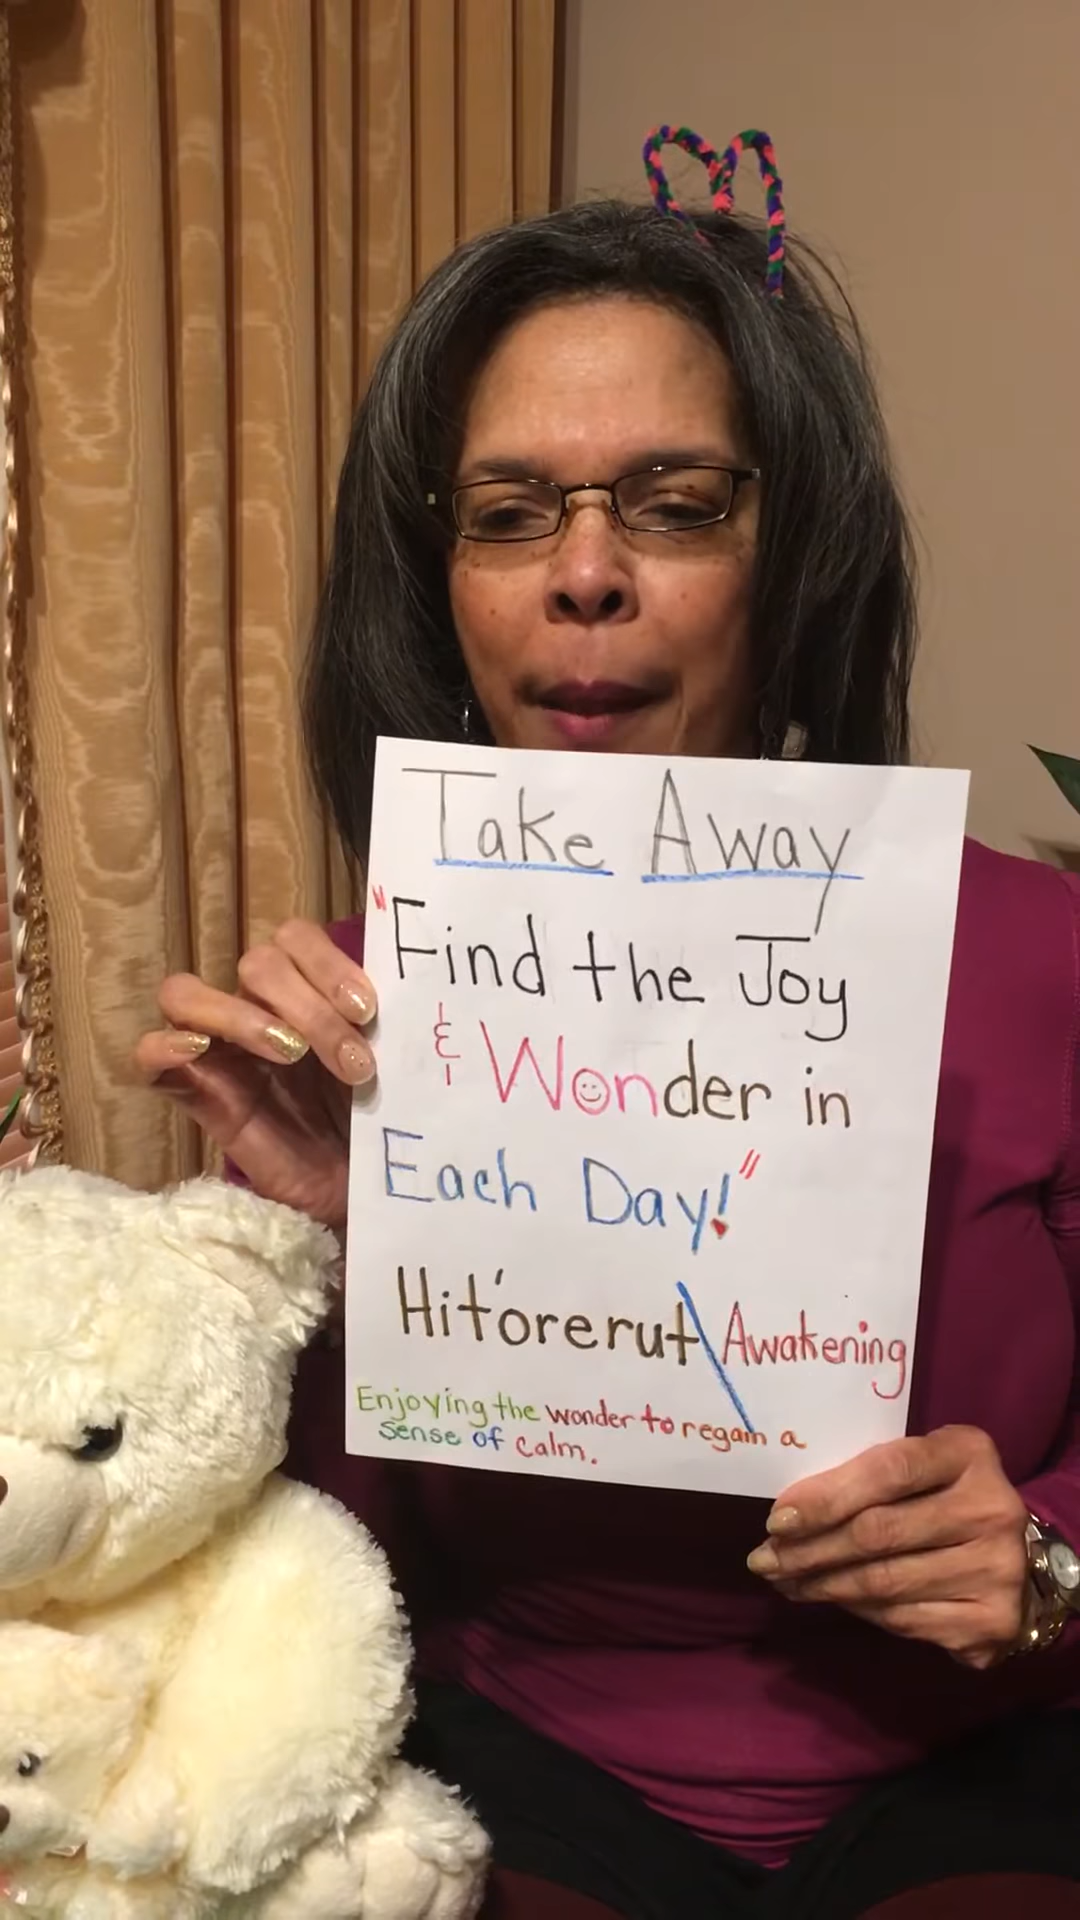 Take Away
"Find the Joy
& Wonder in
Each Day!"
Hit'orerut\Awakening
Enjoying the wonder to regain a
sense of calm.